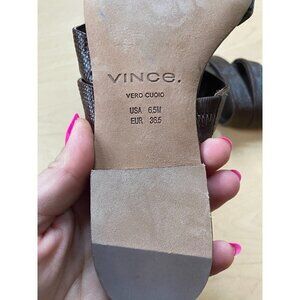 VINCE.
VERO CUOIO
USA 6.5M
EUR 36.5